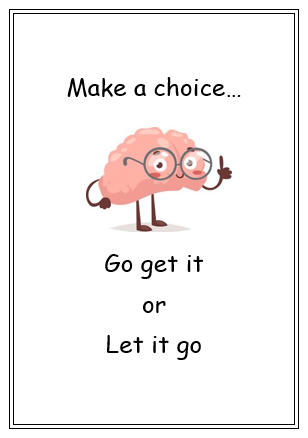 Make a choice…
Go get it
or
Let it go